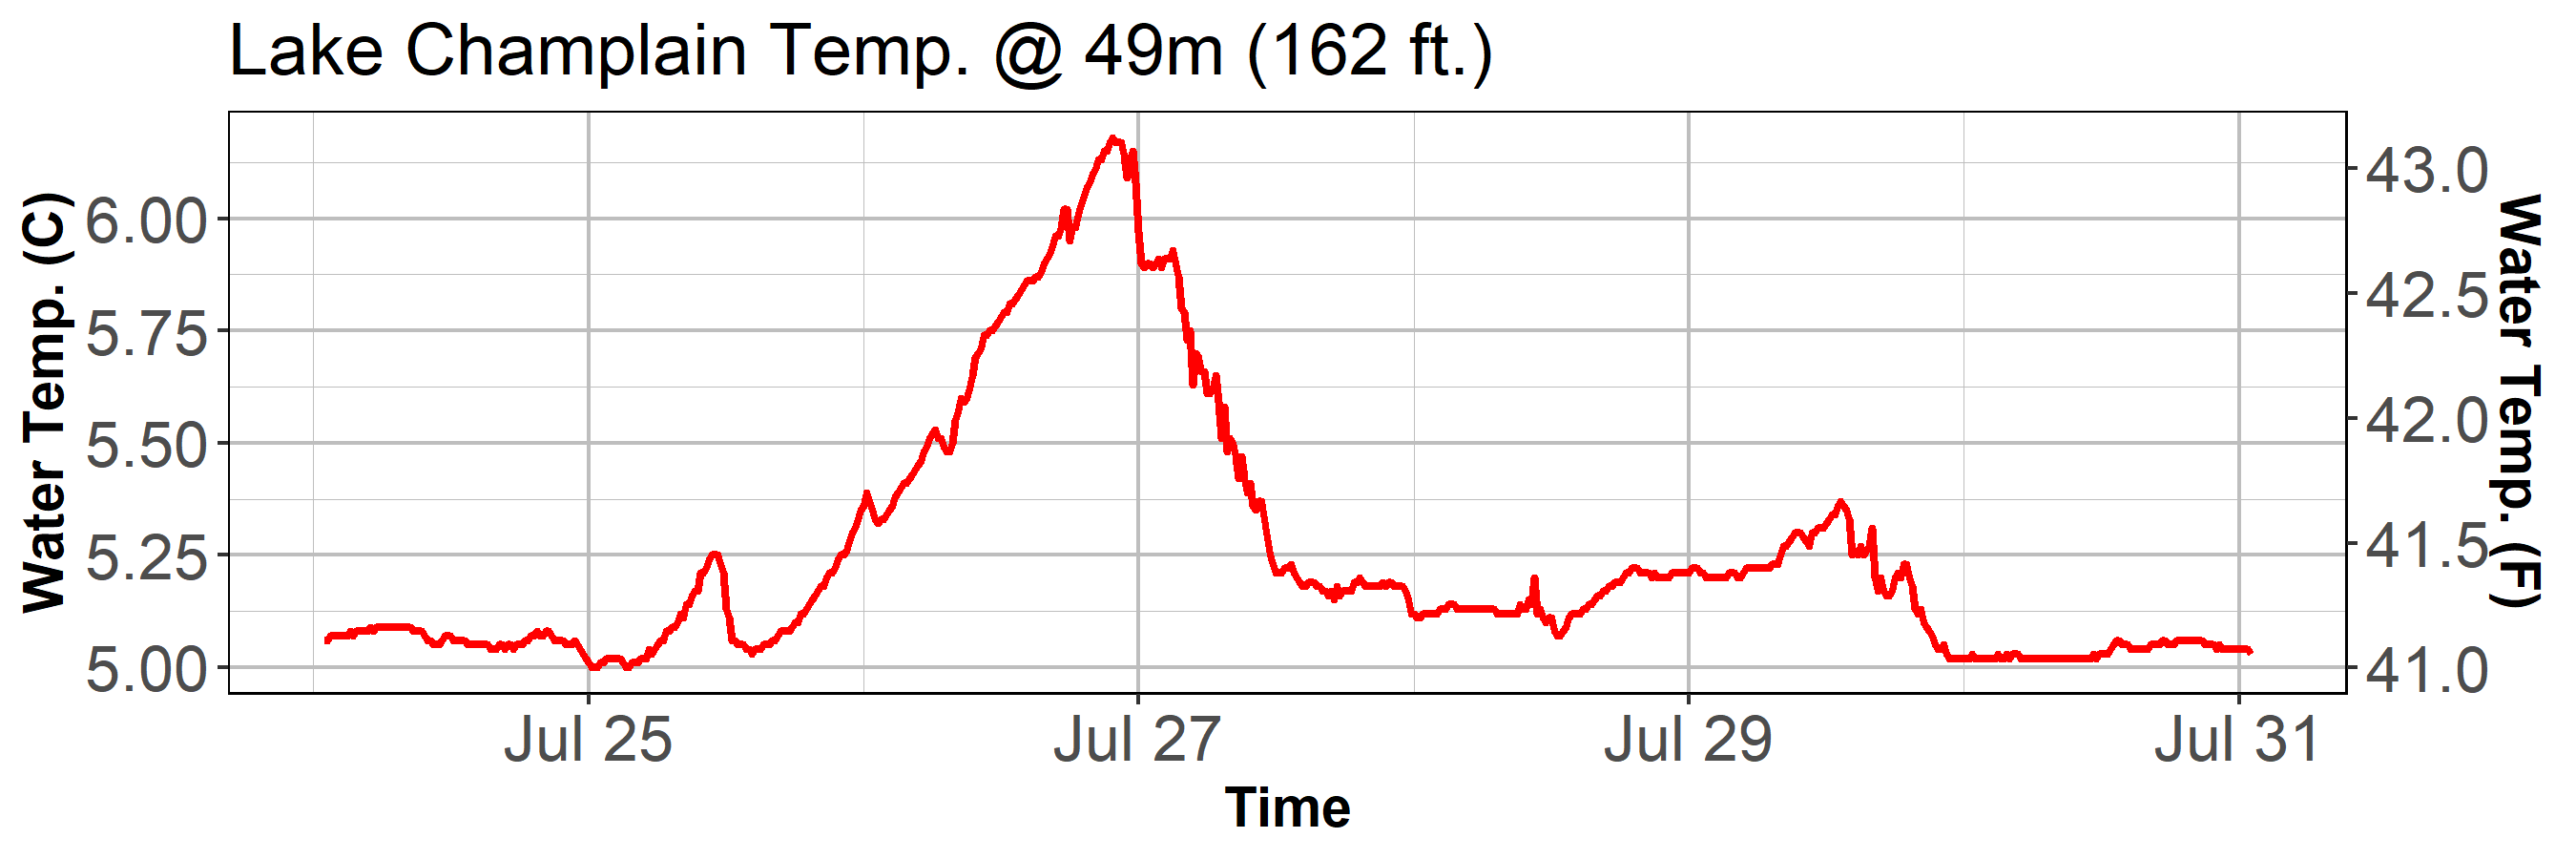 Lake Champlain Temp. @ 49m (162 ft.)
Water Temp. (C)
6.00
5.75
5.50
5.25
5.00
43.0
42.5
42.0
41.5
41.0
Water Temp. (F)
Jul 25 Jul 27 Jul 29 Jul 31
Time